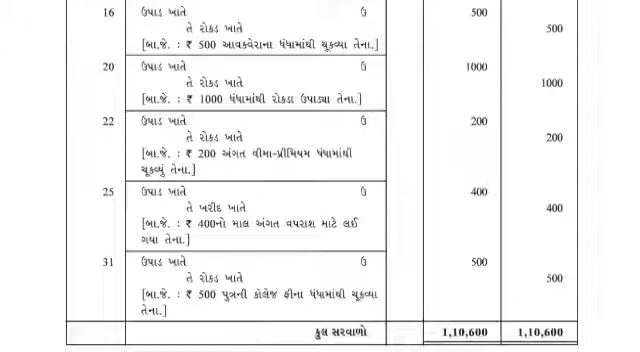 16 ઉપાડ ખાતે ઉ 500
તે રોકડ ખાતે 500
[બા.જે. : ₹ 500 આવકવેરાના ધંધામાંથી ચૂકવ્યા તેના.]
20 ઉપાડ ખાતે ઉ 1000
તે રોકડ ખાતે 1000
[બા.જે. : ₹ 1000 ધંધામાંથી રોકડા ઉપાડ્યા તેના.]
22 ઉપાડ ખાતે ઉ 200
તે રોકડ ખાતે 200
[બા.જે. : ₹ 200 અંગત વીમા-પ્રીમિયમ ધંધામાંથી
ચૂકવ્યું તેના.]
25 ઉપાડ ખાતે ઉ 400
તે ખરીદ ખાતે 400
[બા.જે. : ₹ 400નો માલ અંગત વપરાશ માટે લઈ
ગયા તેના.]
31 ઉપાડ ખાતે ઉ 500
તે રોકડ ખાતે 500
[બા.જે. : ₹ 500 પુત્રની કૉલેજ ફીના ધંધામાંથી ચૂકવ્યા
તેના.]
કુલ સરવાળો 1,10,600 1,10,600